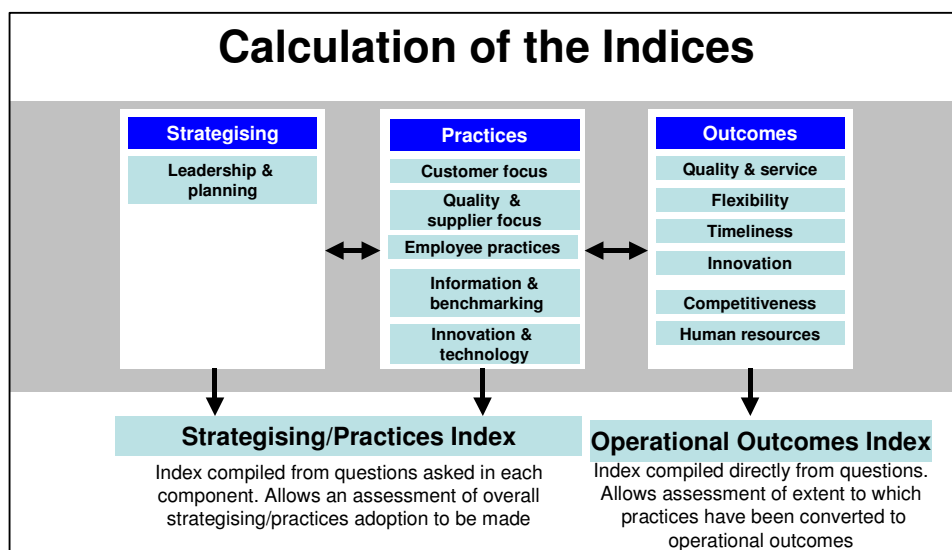 Calculation of the Indices
Strategising
Leadership &
planning
Practices
Customer focus
Quality &
supplier focus
Employee practices
Information &
benchmarking
Innovation &
technology
Outcomes
Quality & service
Flexibility
Timeliness
Innovation
Competitiveness
Human resources
Strategising/Practices Index
Index compiled from questions asked in each
component. Allows an assessment of overall
strategising/practices adoption to be made
Operational Outcomes Index
Index compiled directly from questions.
Allows assessment of extent to which
practices have been converted to
operational outcomes